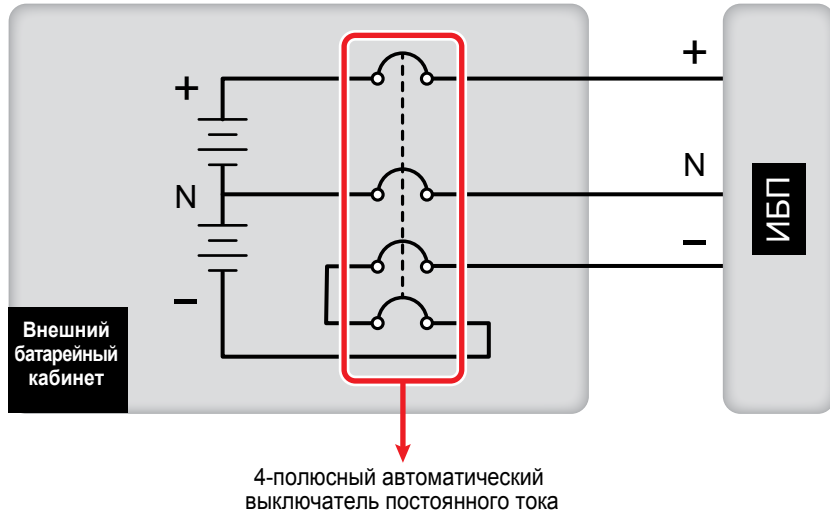 +
+
N
N
−
−
ИБП
Внешний
батарейный
кабинет
4-полюсный автоматический
выключатель постоянного тока